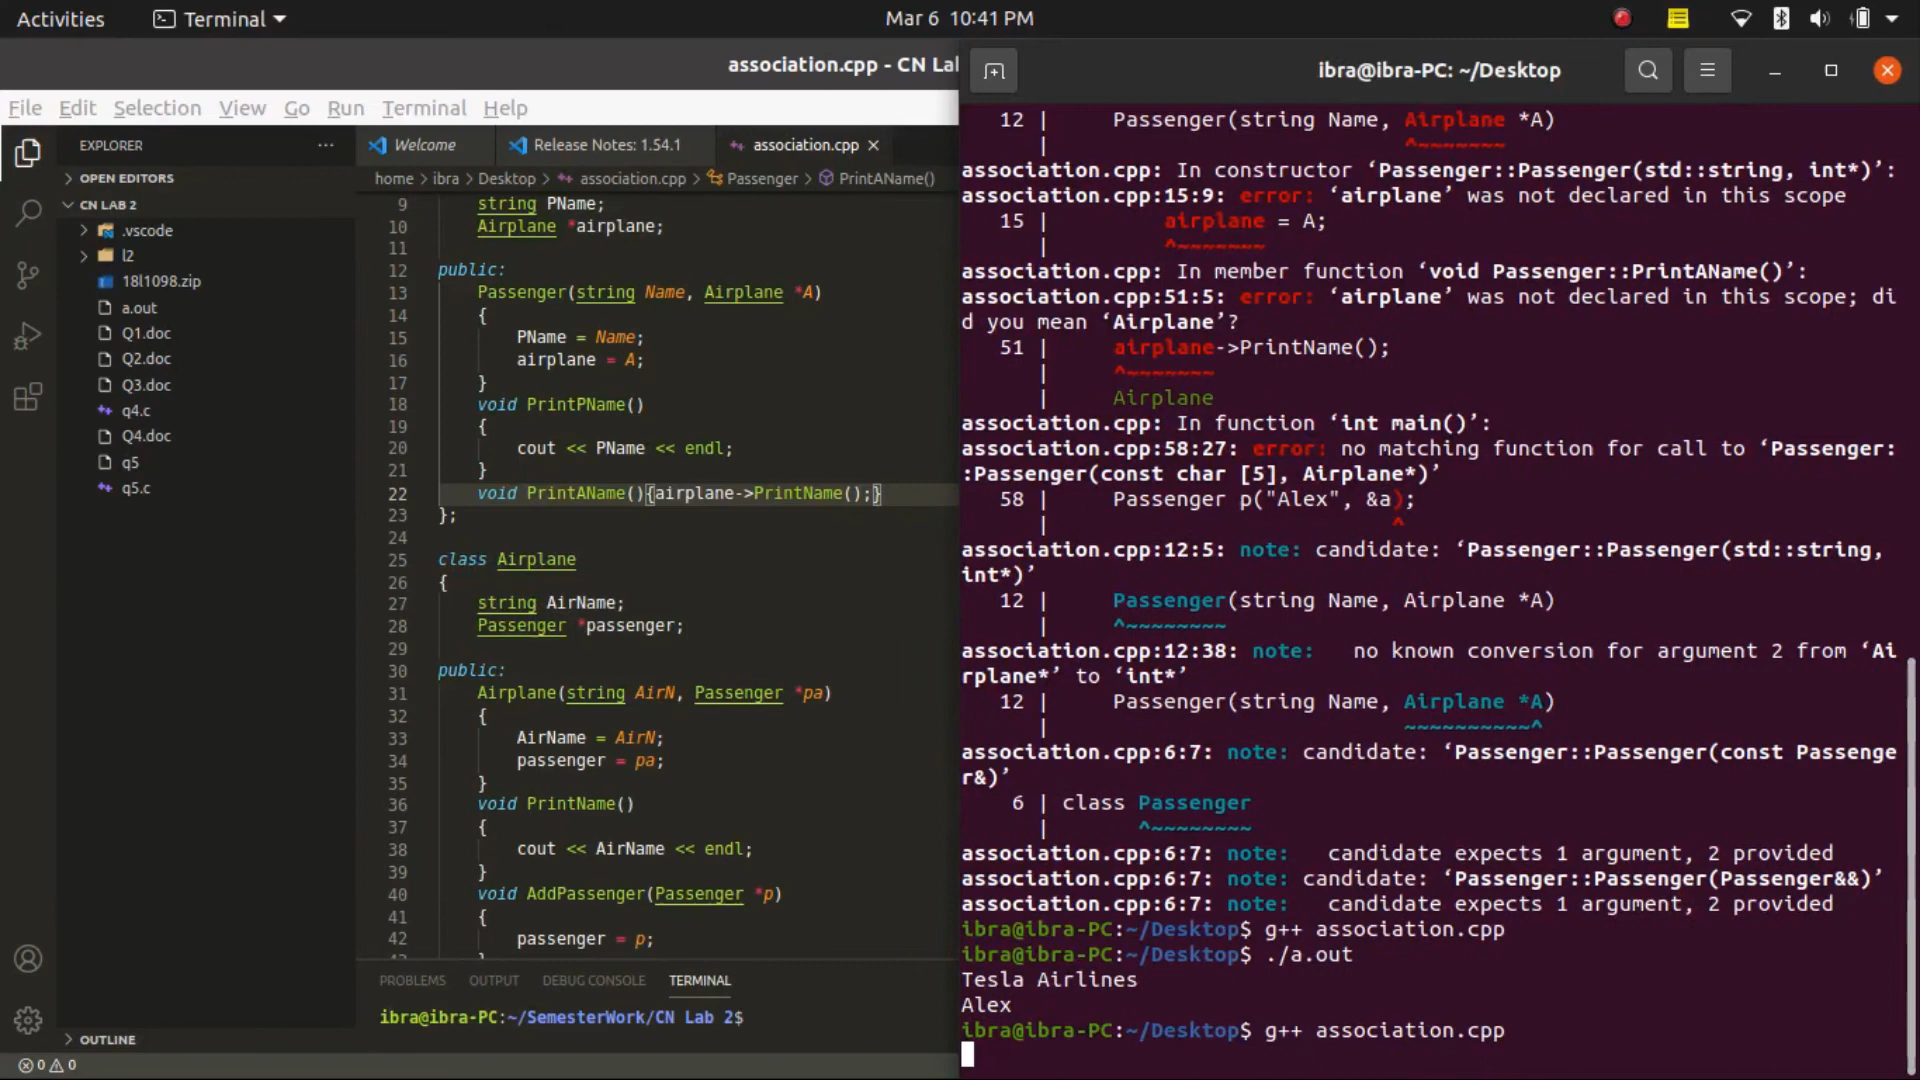 Activities
Terminal
Mar 6 10:41 PM
association.cpp - CN Lal
File Edit Selection View Go Run Terminal Help
EXPLORER
OPEN EDITORS
CN LAB 2
.vscode
l2
18l1098.zip
a.out
Q1.doc
Q2.doc
Q3.doc
q4.c
Q4.doc
q5
q5.c
OUTLINE
0 0
Welcome
Release Notes: 1.54.1
association.cpp
home > ibra > Desktop > association.cpp > Passenger > PrintAName()
9 string PName;
10 Airplane *airplane;
11
12 public:
13 Passenger(string Name, Airplane *A)
14 {
15 PName = Name;
16 airplane = A;
17 }
18 void PrintPName()
19 {
20 cout << PName << endl;
21 }
22 void PrintAName(){airplane->PrintName();}
23 };
24
25 class Airplane
26 {
27 string AirName;
28 Passenger *passenger;
29
30 public:
31 Airplane(string AirN, Passenger *pa)
32 {
33 AirName = AirN;
34 passenger = pa;
35 }
36 void PrintName()
37 {
38 cout << AirName << endl;
39 }
40 void AddPassenger(Passenger *p)
41 {
42 passenger = p;
PROBLEMS OUTPUT DEBUG CONSOLE TERMINAL
ibra@ibra-PC:~/SemesterWork/CN Lab 2$
ibra@ibra-PC: ~/Desktop
12 | Passenger(string Name, Airplane *A)
| ^~~~~~~~
association.cpp: In constructor ‘Passenger::Passenger(std::string, int*)’:
association.cpp:15:9: error: ‘airplane’ was not declared in this scope
15 | airplane = A;
| ^~~~~~~~
association.cpp: In member function ‘void Passenger::PrintAName()’:
association.cpp:51:5: error: ‘airplane’ was not declared in this scope; di
d you mean ‘Airplane’?
51 | airplane->PrintName();
| ^~~~~~~~
| Airplane
association.cpp: In function ‘int main()’:
association.cpp:58:27: error: no matching function for call to ‘Passenger:
:Passenger(const char [5], Airplane*)’
58 | Passenger p("Alex", &a);
| ^
association.cpp:12:5: note: candidate: ‘Passenger::Passenger(std::string,
int*)’
12 | Passenger(string Name, Airplane *A)
| ^~~~~~~~~
association.cpp:12:38: note: no known conversion for argument 2 from ‘Ai
rplane*’ to ‘int*’
12 | Passenger(string Name, Airplane *A)
| ~~~~~~~~~~^
association.cpp:6:7: note: candidate: ‘Passenger::Passenger(const Passenge
r&)’
6 | class Passenger
| ^~~~~~~~~
association.cpp:6:7: note: candidate expects 1 argument, 2 provided
association.cpp:6:7: note: candidate: ‘Passenger::Passenger(Passenger&&)’
association.cpp:6:7: note: candidate expects 1 argument, 2 provided
ibra@ibra-PC:~/Desktop$ g++ association.cpp
ibra@ibra-PC:~/Desktop$ ./a.out
Tesla Airlines
Alex
ibra@ibra-PC:~/Desktop$ g++ association.cpp